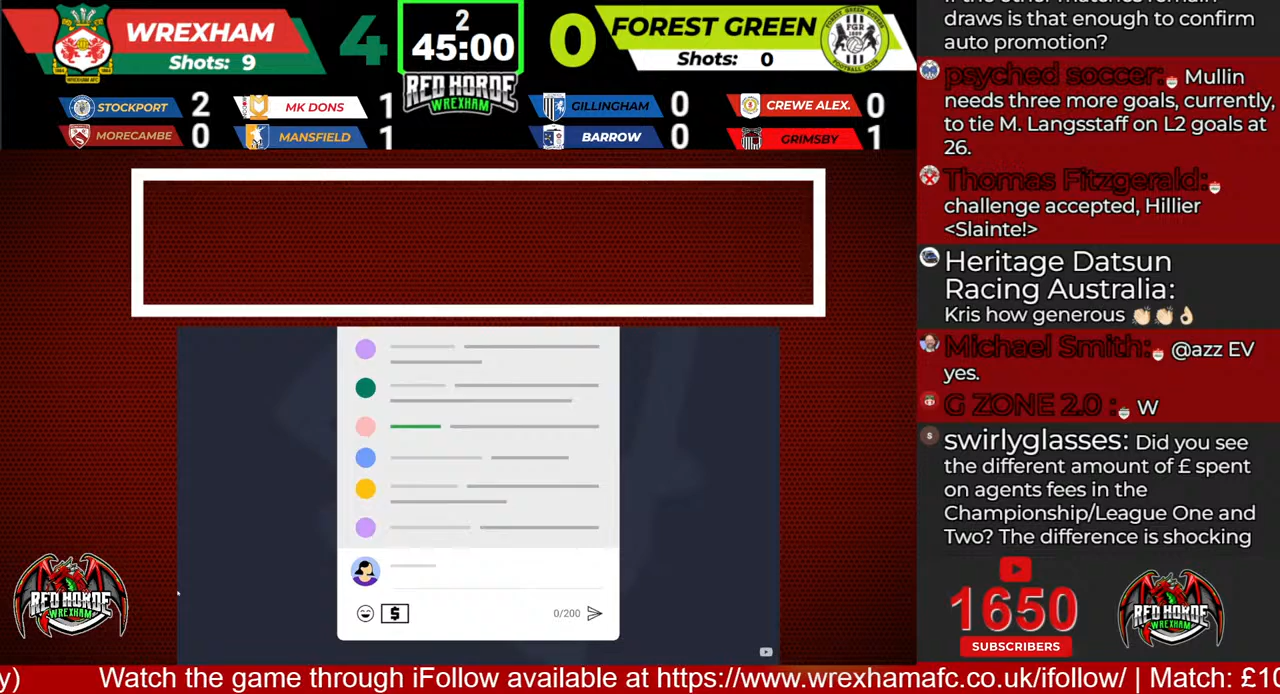 WREXHAM
Shots: 9
4
2
45:00
RED HORDE
WREXHAM
0
FOREST GREEN
Shots: 0
FGR
1889
FOOTBALL CLUB
STOCKPORT 2
MORECAMBE 0
MK DONS 1
MANSFIELD 1
GILLINGHAM 0
BARROW 0
CREWE ALEX. 0
GRIMSBY 1
draws is that enough to confirm
auto promotion?
psyched soccer: Mullin
needs three more goals, currently,
to tie M. Langsstaff on L2 goals at
26.
Thomas Fitzgerald:
challenge accepted, Hillier
<Slainte!>
Heritage Datsun
Racing Australia:
Kris how generous 👏🏻👏🏻👌🏻
Michael Smith: @azz EV
yes.
G ZONE 2.0 : W
swirlyglasses: Did you see
the different amount of £ spent
on agents fees in the
Championship/League One and
Two? The difference is shocking
$
0/200
RED HORDE
WREXHAM
1650
SUBSCRIBERS
RED HORDE
WREXHAM
y) Watch the game through iFollow available at https://www.wrexhamafc.co.uk/ifollow/ | Match: £10